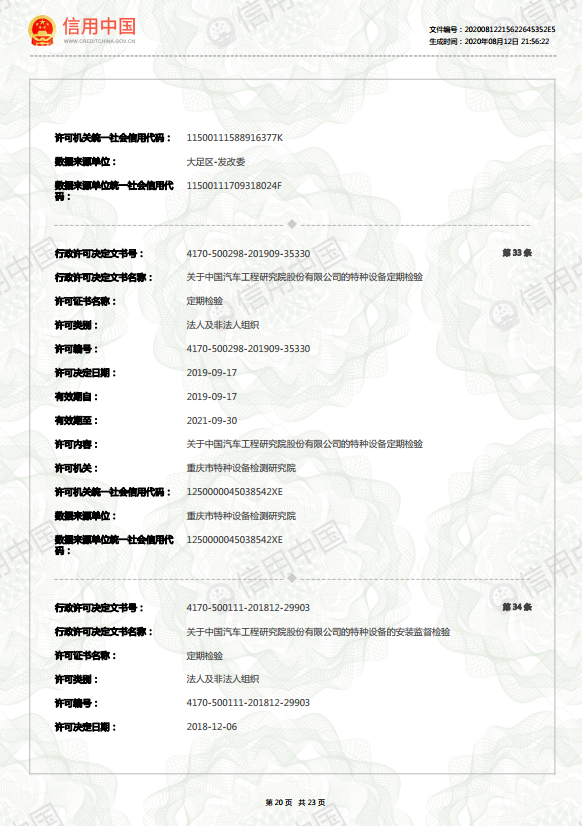 信用中国
WWW.CREDITCHINA.GOV.CN
文件编号：20200812215622645352E5
生成时间：2020年08月12日 21:56:22
许可机关统一社会信用代码： 11500111588916377K
数据来源单位： 大足区-发改委
数据来源单位统一社会信用代 11500111709318024F
码：
行政许可决定文书号： 4170-500298-201909-35330 第 33 条
行政许可决定文书名称： 关于中国汽车工程研究院股份有限公司的特种设备定期检验
许可证书名称： 定期检验
许可类别： 法人及非法人组织
许可编号： 4170-500298-201909-35330
许可决定日期： 2019-09-17
有效期自： 2019-09-17
有效期至： 2021-09-30
许可内容： 关于中国汽车工程研究院股份有限公司的特种设备定期检验
许可机关： 重庆市特种设备检测研究院
许可机关统一社会信用代码： 1250000045038542XE
数据来源单位： 重庆市特种设备检测研究院
数据来源单位统一社会信用代 1250000045038542XE
码：
行政许可决定文书号： 4170-500111-201812-29903 第 34 条
行政许可决定文书名称： 关于中国汽车工程研究院股份有限公司的特种设备的安装监督检验
许可证书名称： 定期检验
许可类别： 法人及非法人组织
许可编号： 4170-500111-201812-29903
许可决定日期： 2018-12-06
第 20 页 共 23 页